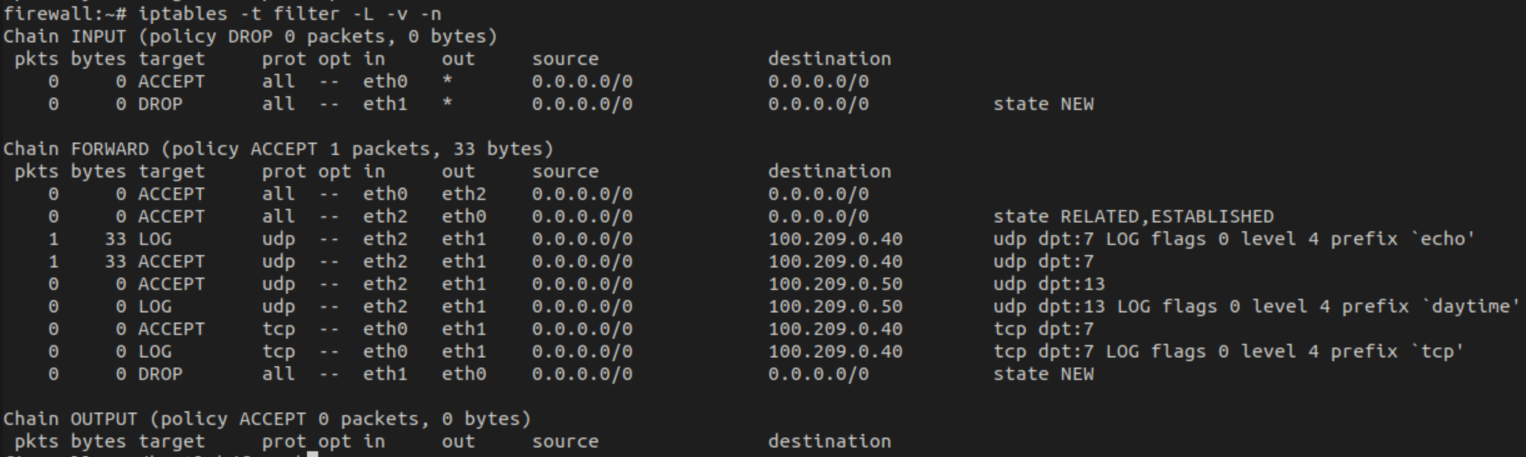 firewall:~# iptables -t filter -L -v -n
Chain INPUT (policy DROP 0 packets, 0 bytes)
 pkts bytes target     prot opt in     out     source               destination
    0     0 ACCEPT     all  --  eth0   *       0.0.0.0/0            0.0.0.0/0
    0     0 DROP       all  --  eth1   *       0.0.0.0/0            0.0.0.0/0           state NEW

Chain FORWARD (policy ACCEPT 1 packets, 33 bytes)
 pkts bytes target     prot opt in     out     source               destination
    0     0 ACCEPT     all  --  eth0   eth2    0.0.0.0/0            0.0.0.0/0
    0     0 ACCEPT     all  --  eth2   eth0    0.0.0.0/0            0.0.0.0/0           state RELATED,ESTABLISHED
    1    33 LOG        udp  --  eth2   eth1    0.0.0.0/0            100.209.0.40        udp dpt:7 LOG flags 0 level 4 prefix `echo'
    1    33 ACCEPT     udp  --  eth2   eth1    0.0.0.0/0            100.209.0.40        udp dpt:7
    0     0 ACCEPT     udp  --  eth2   eth1    0.0.0.0/0            100.209.0.50        udp dpt:13
    0     0 LOG        udp  --  eth2   eth1    0.0.0.0/0            100.209.0.50        udp dpt:13 LOG flags 0 level 4 prefix `daytime'
    0     0 ACCEPT     tcp  --  eth0   eth1    0.0.0.0/0            100.209.0.40        tcp dpt:7
    0     0 LOG        tcp  --  eth0   eth1    0.0.0.0/0            100.209.0.40        tcp dpt:7 LOG flags 0 level 4 prefix `tcp'
    0     0 DROP       all  --  eth1   eth0    0.0.0.0/0            0.0.0.0/0           state NEW

Chain OUTPUT (policy ACCEPT 0 packets, 0 bytes)
 pkts bytes target     prot opt in     out     source               destination